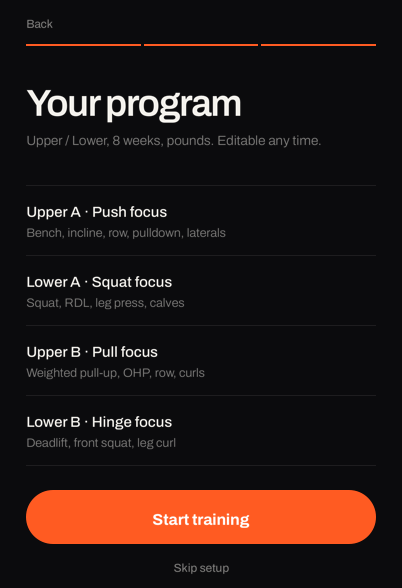 Back
Your program
Upper / Lower, 8 weeks, pounds. Editable any time.
Upper A · Push focus
Bench, incline, row, pulldown, laterals
Lower A · Squat focus
Squat, RDL, leg press, calves
Upper B · Pull focus
Weighted pull-up, OHP, row, curls
Lower B · Hinge focus
Deadlift, front squat, leg curl
Start training
Skip setup